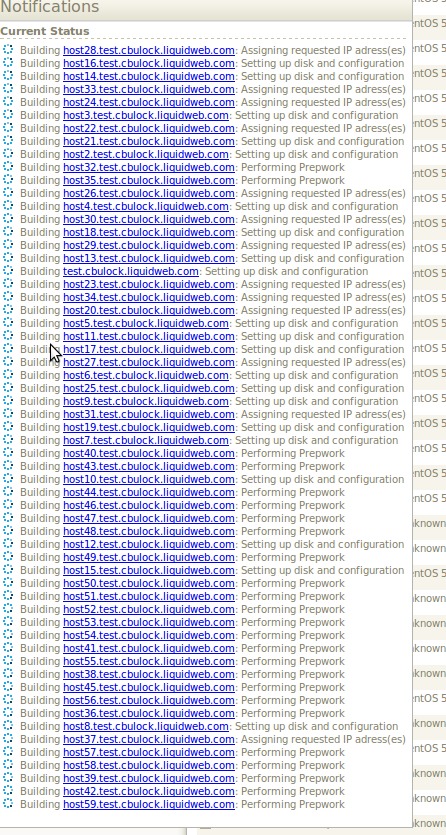 Notifications
Current Status
Building host28.test.cbulock.liquidweb.com: Assigning requested IP adress(es)
Building host16.test.cbulock.liquidweb.com: Setting up disk and configuration
Building host14.test.cbulock.liquidweb.com: Setting up disk and configuration
Building host33.test.cbulock.liquidweb.com: Assigning requested IP adress(es)
Building host24.test.cbulock.liquidweb.com: Assigning requested IP adress(es)
Building host3.test.cbulock.liquidweb.com: Setting up disk and configuration
Building host22.test.cbulock.liquidweb.com: Assigning requested IP adress(es)
Building host21.test.cbulock.liquidweb.com: Setting up disk and configuration
Building host2.test.cbulock.liquidweb.com: Setting up disk and configuration
Building host32.test.cbulock.liquidweb.com: Performing Prepwork
Building host35.test.cbulock.liquidweb.com: Performing Prepwork
Building host26.test.cbulock.liquidweb.com: Assigning requested IP adress(es)
Building host4.test.cbulock.liquidweb.com: Setting up disk and configuration
Building host30.test.cbulock.liquidweb.com: Assigning requested IP adress(es)
Building host18.test.cbulock.liquidweb.com: Setting up disk and configuration
Building host29.test.cbulock.liquidweb.com: Assigning requested IP adress(es)
Building host13.test.cbulock.liquidweb.com: Setting up disk and configuration
Building test.cbulock.liquidweb.com: Setting up disk and configuration
Building host23.test.cbulock.liquidweb.com: Assigning requested IP adress(es)
Building host34.test.cbulock.liquidweb.com: Assigning requested IP adress(es)
Building host20.test.cbulock.liquidweb.com: Assigning requested IP adress(es)
Building host5.test.cbulock.liquidweb.com: Setting up disk and configuration
Building host11.test.cbulock.liquidweb.com: Setting up disk and configuration
Building host17.test.cbulock.liquidweb.com: Setting up disk and configuration
Building host27.test.cbulock.liquidweb.com: Assigning requested IP adress(es)
Building host6.test.cbulock.liquidweb.com: Setting up disk and configuration
Building host25.test.cbulock.liquidweb.com: Setting up disk and configuration
Building host9.test.cbulock.liquidweb.com: Setting up disk and configuration
Building host31.test.cbulock.liquidweb.com: Assigning requested IP adress(es)
Building host19.test.cbulock.liquidweb.com: Setting up disk and configuration
Building host7.test.cbulock.liquidweb.com: Setting up disk and configuration
Building host40.test.cbulock.liquidweb.com: Performing Prepwork
Building host43.test.cbulock.liquidweb.com: Performing Prepwork
Building host10.test.cbulock.liquidweb.com: Setting up disk and configuration
Building host44.test.cbulock.liquidweb.com: Performing Prepwork
Building host46.test.cbulock.liquidweb.com: Performing Prepwork
Building host47.test.cbulock.liquidweb.com: Performing Prepwork
Building host48.test.cbulock.liquidweb.com: Performing Prepwork
Building host12.test.cbulock.liquidweb.com: Setting up disk and configuration
Building host49.test.cbulock.liquidweb.com: Performing Prepwork
Building host15.test.cbulock.liquidweb.com: Setting up disk and configuration
Building host50.test.cbulock.liquidweb.com: Performing Prepwork
Building host51.test.cbulock.liquidweb.com: Performing Prepwork
Building host52.test.cbulock.liquidweb.com: Performing Prepwork
Building host53.test.cbulock.liquidweb.com: Performing Prepwork
Building host54.test.cbulock.liquidweb.com: Performing Prepwork
Building host41.test.cbulock.liquidweb.com: Performing Prepwork
Building host55.test.cbulock.liquidweb.com: Performing Prepwork
Building host38.test.cbulock.liquidweb.com: Performing Prepwork
Building host45.test.cbulock.liquidweb.com: Performing Prepwork
Building host56.test.cbulock.liquidweb.com: Performing Prepwork
Building host36.test.cbulock.liquidweb.com: Performing Prepwork
Building host8.test.cbulock.liquidweb.com: Setting up disk and configuration
Building host37.test.cbulock.liquidweb.com: Assigning requested IP adress(es)
Building host57.test.cbulock.liquidweb.com: Performing Prepwork
Building host58.test.cbulock.liquidweb.com: Performing Prepwork
Building host39.test.cbulock.liquidweb.com: Performing Prepwork
Building host42.test.cbulock.liquidweb.com: Performing Prepwork
Building host59.test.cbulock.liquidweb.com: Performing Prepwork